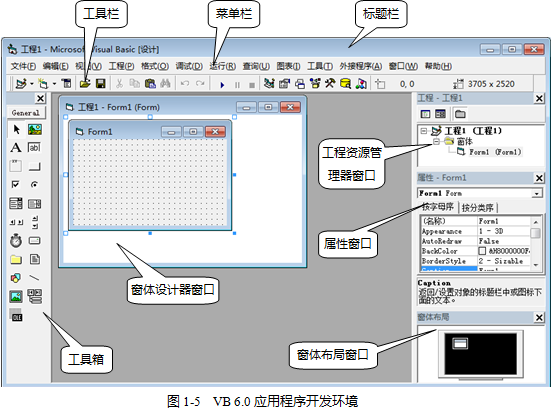 工具栏
菜单栏
标题栏
工程1 - Microsoft Visual Basic [设计]
文件(F) 编辑(E) 视 工程(P) 格式(O) 调试(D) 运行(R) 查询(U) 图表(I) 工具(T) 外接程序(A) 窗口(W) 帮助(H)
0, 0
3705 x 2520
General
工程1 - Form1 (Form)
Form1
工程 - 工程1
工程1 (工程1)
窗体
Form1 (Form1)
工程资源管
理器窗口
属性 - Form1
Form1 Form
按字母序 按分类序
(名称) Form1
Appearance 1 - 3D
AutoRedraw False
BackColor &H8000000F
BorderStyle 2 - Sizable
Caption Form1
属性窗口
Caption
返回/设置对象的标题栏中或图标下
面的文本。
窗体设计器窗口
窗体布局
窗体布局窗口
工具箱
图 1-5 VB 6.0 应用程序开发环境